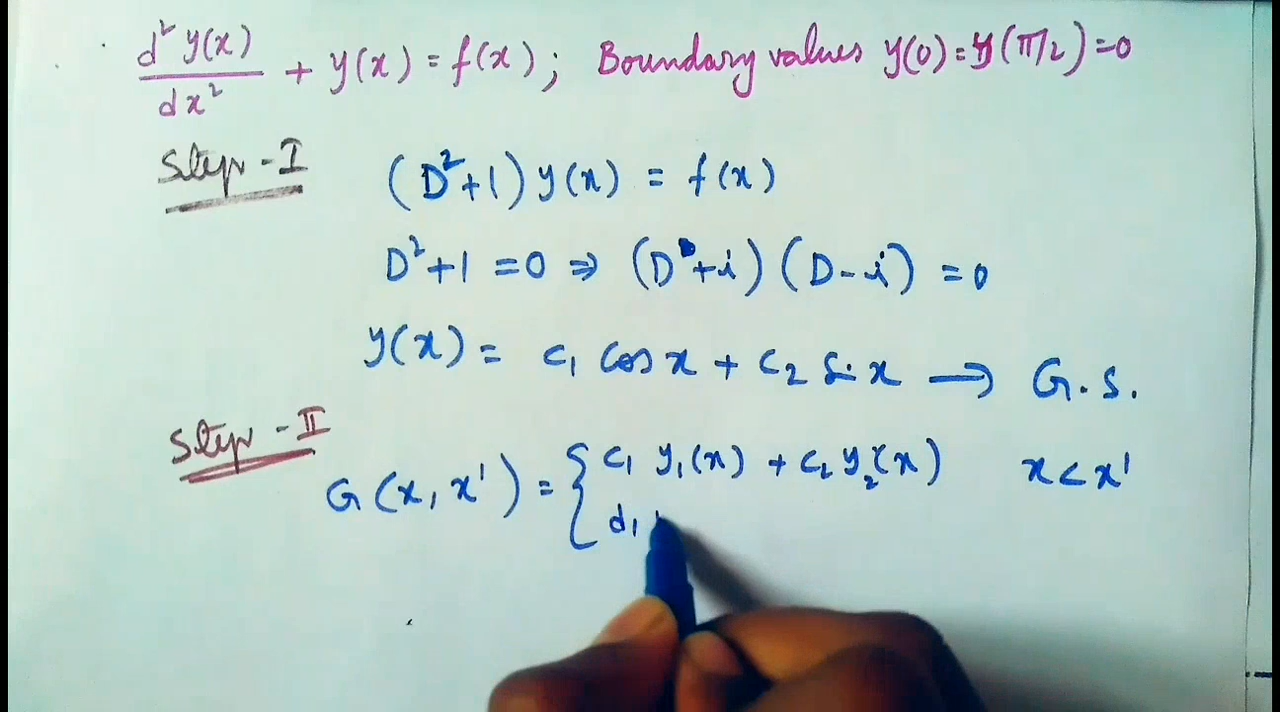 d²y(x)/dx² + y(x) = f(x); Boundary values y(0)=y(π/2)=0
Step-I
(D²+1)y(x) = f(x)
D²+1 =0 ⇒ (D+i)(D-i) =0
y(x) = c₁ cos x + c₂ sin x → G.S.
Step-II
G(x, x') = { c₁ y₁(x) + c₂ y₂(x) x<x'
d₁